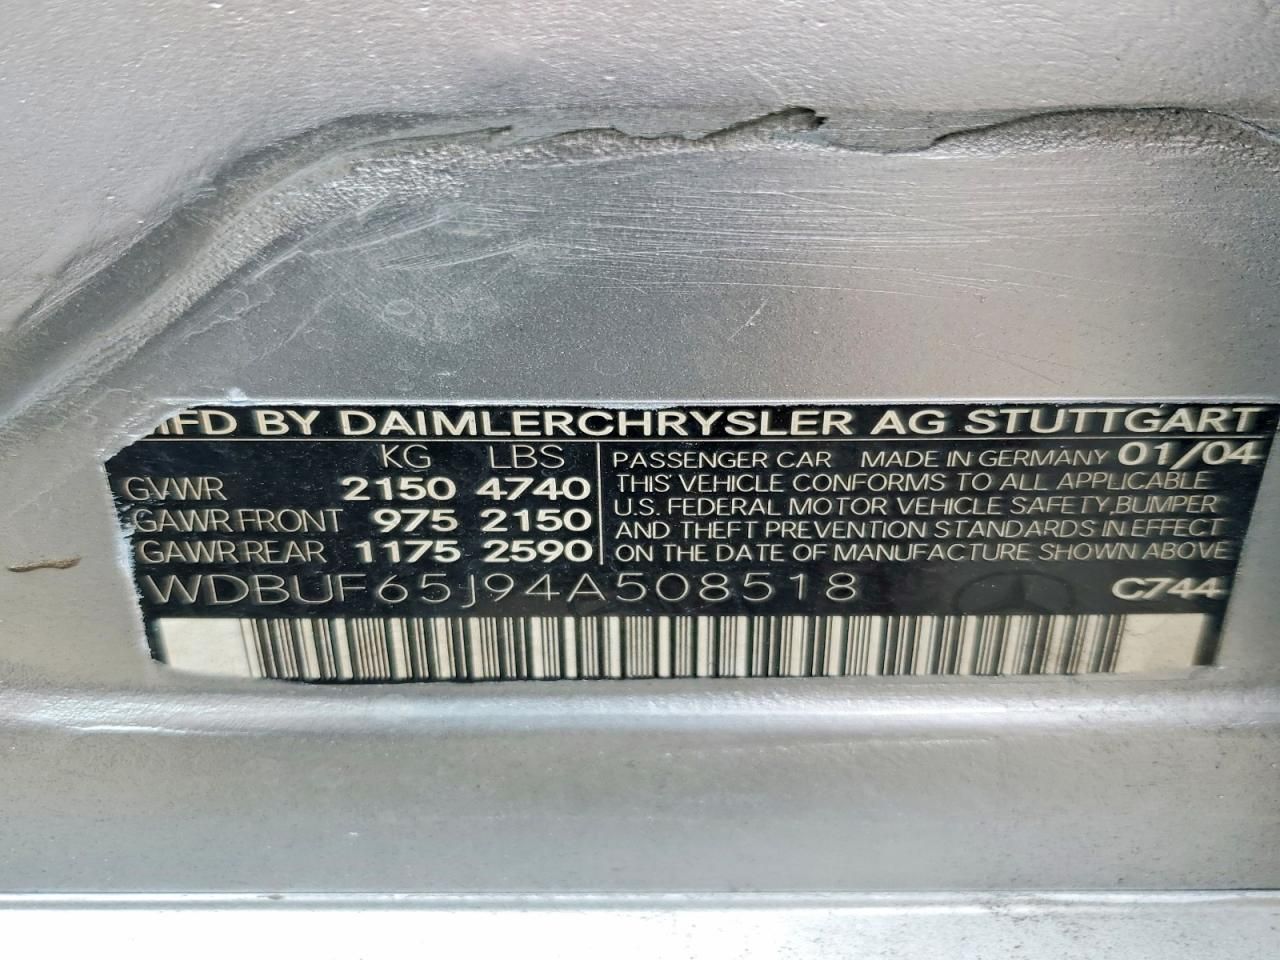 MFD BY DAIMLERCHRYSLER AG STUTTGART
KG LBS
GVWR 2150 4740
GAWR FRONT 975 2150
GAWR REAR 1175 2590
PASSENGER CAR MADE IN GERMANY 01/04
THIS VEHICLE CONFORMS TO ALL APPLICABLE
U.S. FEDERAL MOTOR VEHICLE SAFETY,BUMPER
AND THEFT PREVENTION STANDARDS IN EFFECT
ON THE DATE OF MANUFACTURE SHOWN ABOVE
WDBUF65J94A508518 C744